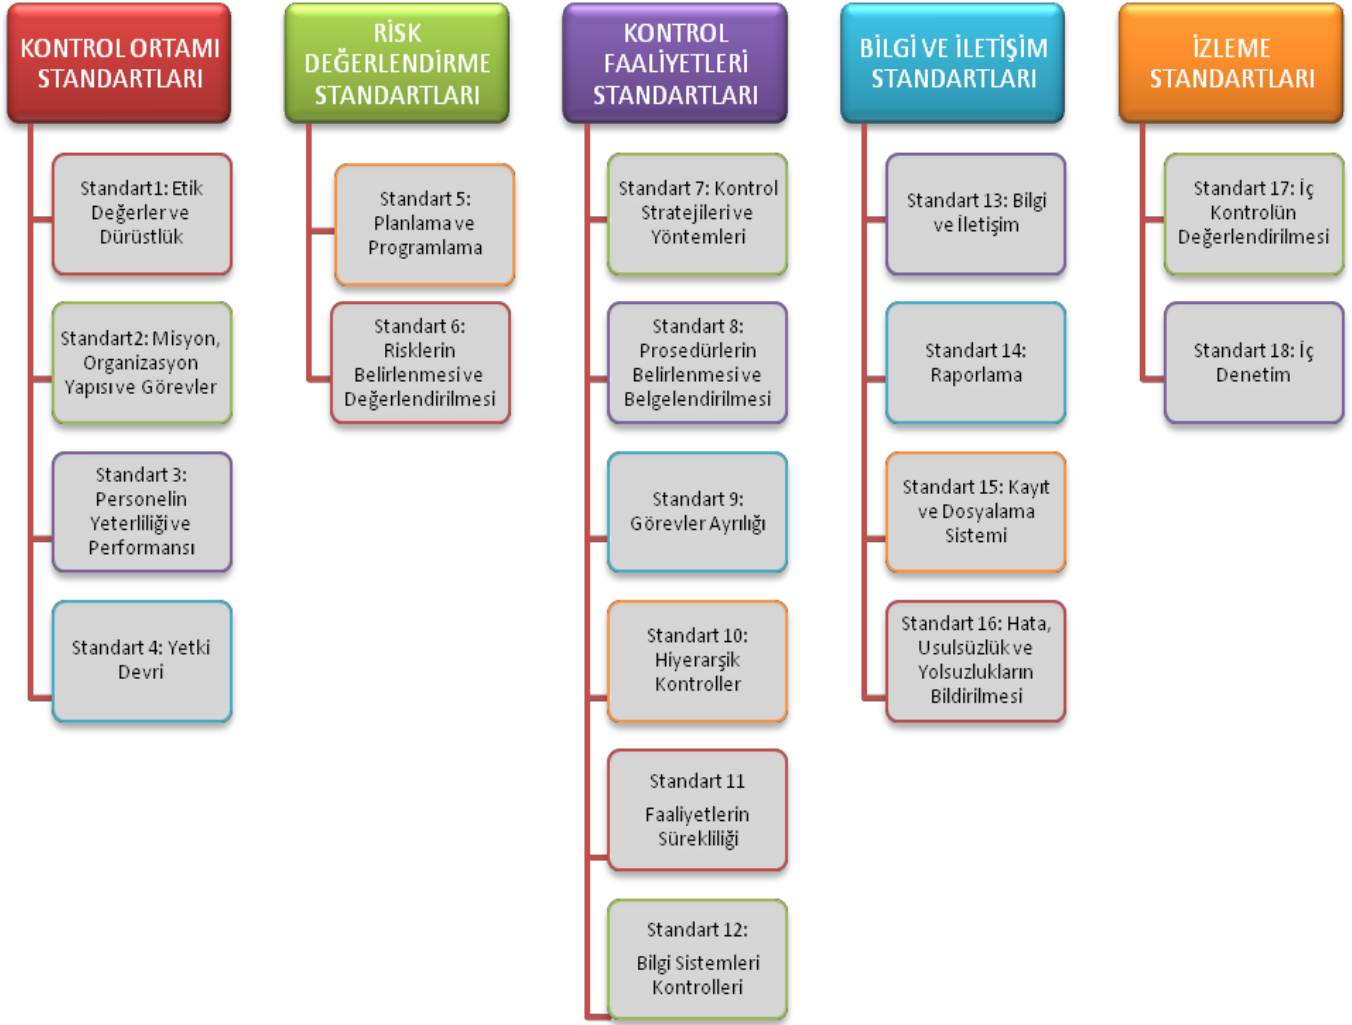 KONTROL ORTAMI
STANDARTLARI
Standart1: Etik
Değerler ve
Dürüstlük
Standart2: Misyon,
Organizasyon
Yapısı ve Görevler
Standart 3:
Personelin
Yeterliliği ve
Performansı
Standart 4: Yetki
Devri
RİSK
DEĞERLENDİRME
STANDARTLARI
Standart 5:
Planlama ve
Programlama
Standart 6:
Risklerin
Belirlenmesi ve
Değerlendirilmesi
KONTROL
FAALİYETLERİ
STANDARTLARI
Standart 7: Kontrol
Stratejileri ve
Yöntemleri
Standart 8:
Prosedürlerin
Belirlenmesi ve
Belgelendirilmesi
Standart 9:
Görevler Ayrılığı
Standart 10:
Hiyerarşik
Kontroller
Standart 11
Faaliyetlerin
Sürekliliği
Standart 12:
Bilgi Sistemleri
Kontrolleri
BİLGİ VE İLETİŞİM
STANDARTLARI
Standart 13: Bilgi
ve İletişim
Standart 14:
Raporlama
Standart 15: Kayıt
ve Dosyalama
Sistemi
Standart 16: Hata,
Usulsüzlük ve
Yolsuzlukların
Bildirilmesi
İZLEME
STANDARTLARI
Standart 17: İç
Kontrolün
Değerlendirilmesi
Standart 18: İç
Denetim